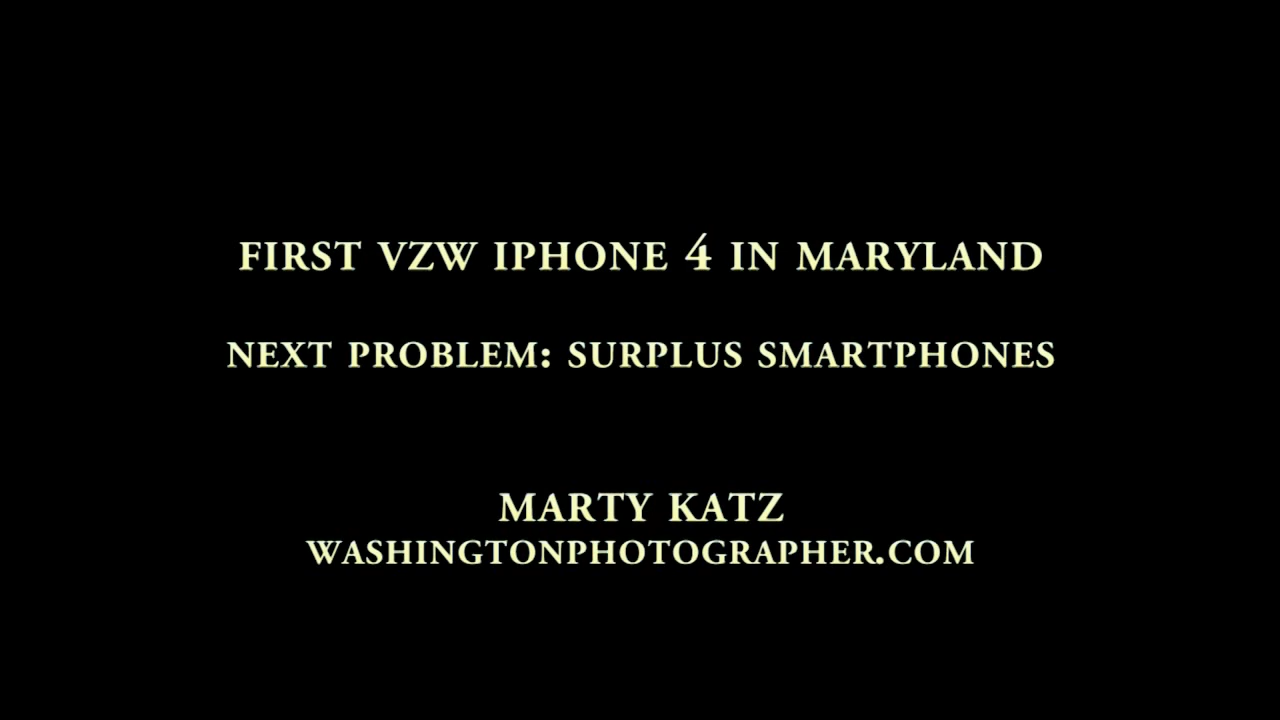 FIRST VZW IPHONE 4 IN MARYLAND
NEXT PROBLEM: SURPLUS SMARTPHONES
MARTY KATZ
WASHINGTONPHOTOGRAPHER.COM